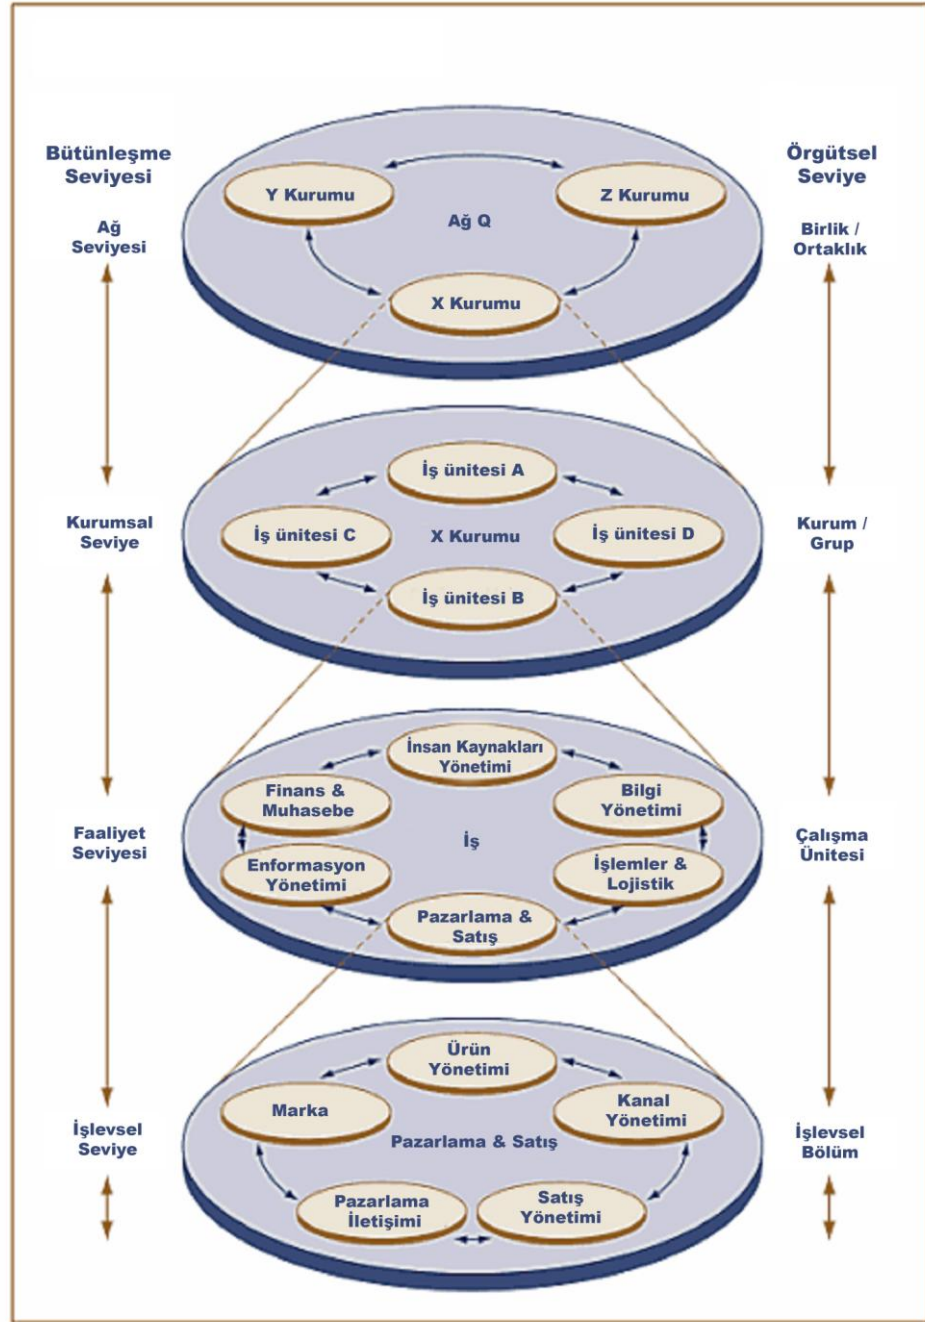 Bütünleşme
Seviyesi
Örgütsel
Seviye
Ağ
Seviyesi
Birlik /
Ortaklık
Y Kurumu
Z Kurumu
Ağ Q
X Kurumu
Kurumsal
Seviye
Kurum /
Grup
İş ünitesi A
İş ünitesi C
X Kurumu
İş ünitesi D
İş ünitesi B
Faaliyet
Seviyesi
Çalışma
Ünitesi
İnsan Kaynakları
Yönetimi
Finans &
Muhasebe
Bilgi
Yönetimi
İş
Enformasyon
Yönetimi
İşlemler &
Lojistik
Pazarlama &
Satış
İşlevsel
Seviye
İşlevsel
Bölüm
Ürün
Yönetimi
Marka
Kanal
Yönetimi
Pazarlama & Satış
Pazarlama
İletişimi
Satış
Yönetimi